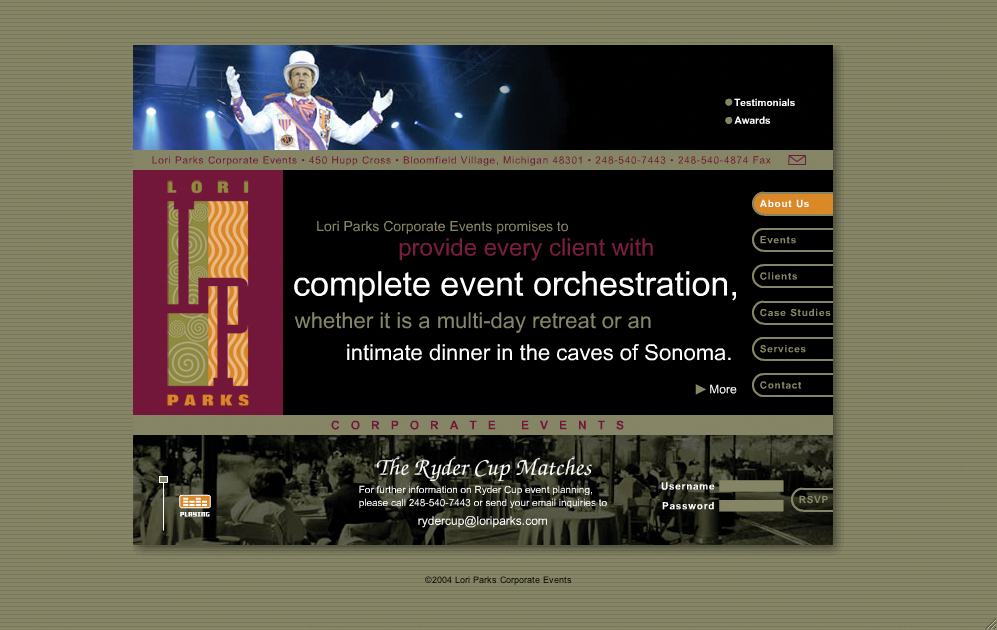 Testimonials
Awards
Lori Parks Corporate Events • 450 Hupp Cross • Bloomfield Village, Michigan 48301 • 248-540-7443 • 248-540-4874 Fax
LORI
LP
PARKS
Lori Parks Corporate Events promises to
provide every client with
complete event orchestration,
whether it is a multi-day retreat or an
intimate dinner in the caves of Sonoma.
More
About Us
Events
Clients
Case Studies
Services
Contact
CORPORATE EVENTS
The Ryder Cup Matches
For further information on Ryder Cup event planning,
please call 248-540-7443 or send your email inquiries to
rydercup@loriparks.com
PLAYING
Username
Password
RSVP
©2004 Lori Parks Corporate Events